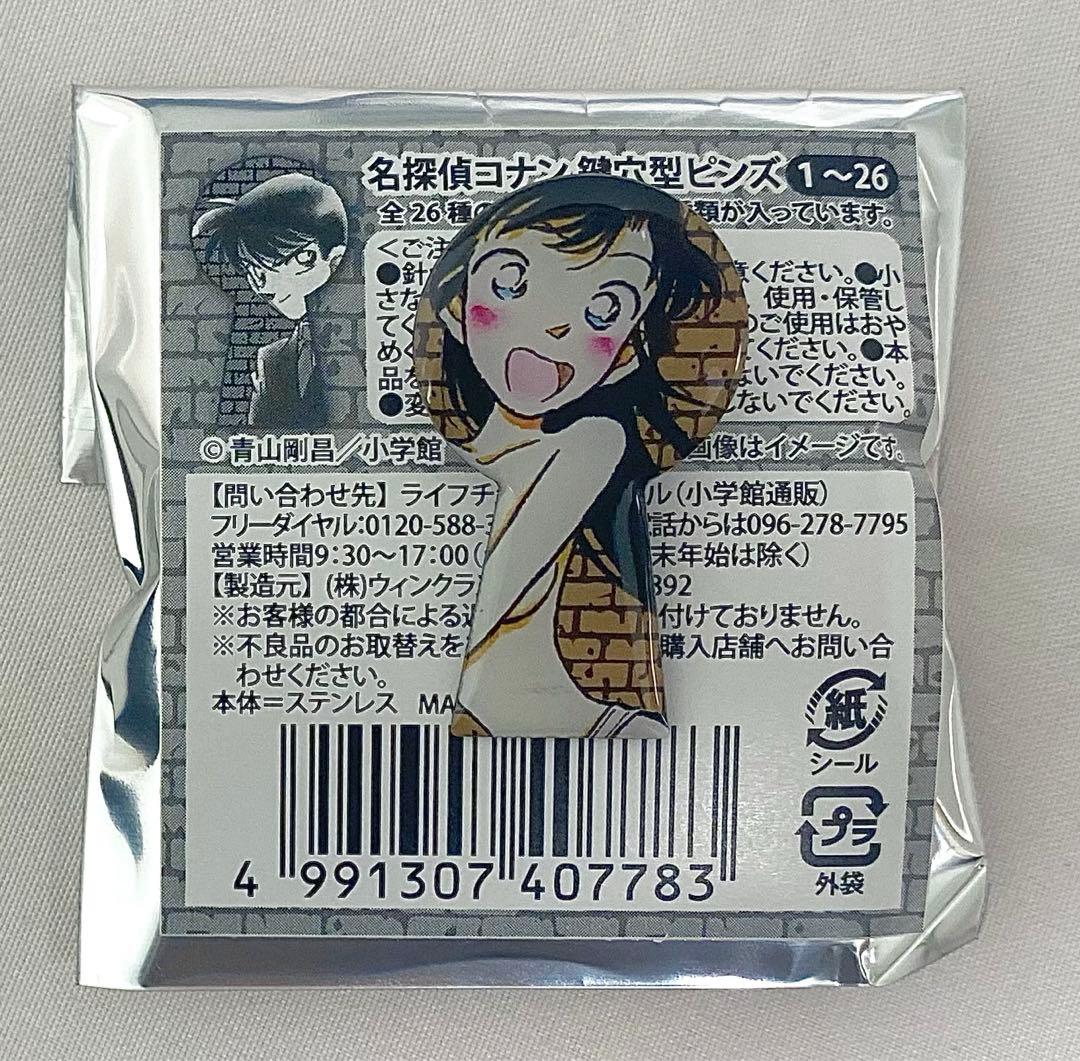 名探偵コナン 鍵穴型ピンズ 1〜26
全26種の 類が入っています。
くご注
●針 意ください。●小
さな 使用・保管し
てく のご使用はおや
めく ください。●本
品を ないでください。
●変 しないでください。
©青山剛昌／小学館 画像はイメージです。
【問い合わせ先】ライフチ ル(小学館通販)
フリーダイヤル:0120-588- 話からは096-278-7795
営業時間9:30〜17:00( 末年始は除く)
【製造元】(株)ウィンクラ 392
※お客様の都合による返 付けておりません。
※不良品のお取替えを 購入店舗へお問い合
わせください。
本体＝ステンレス MA
紙
シール
プラ
外袋
4 991307 407783